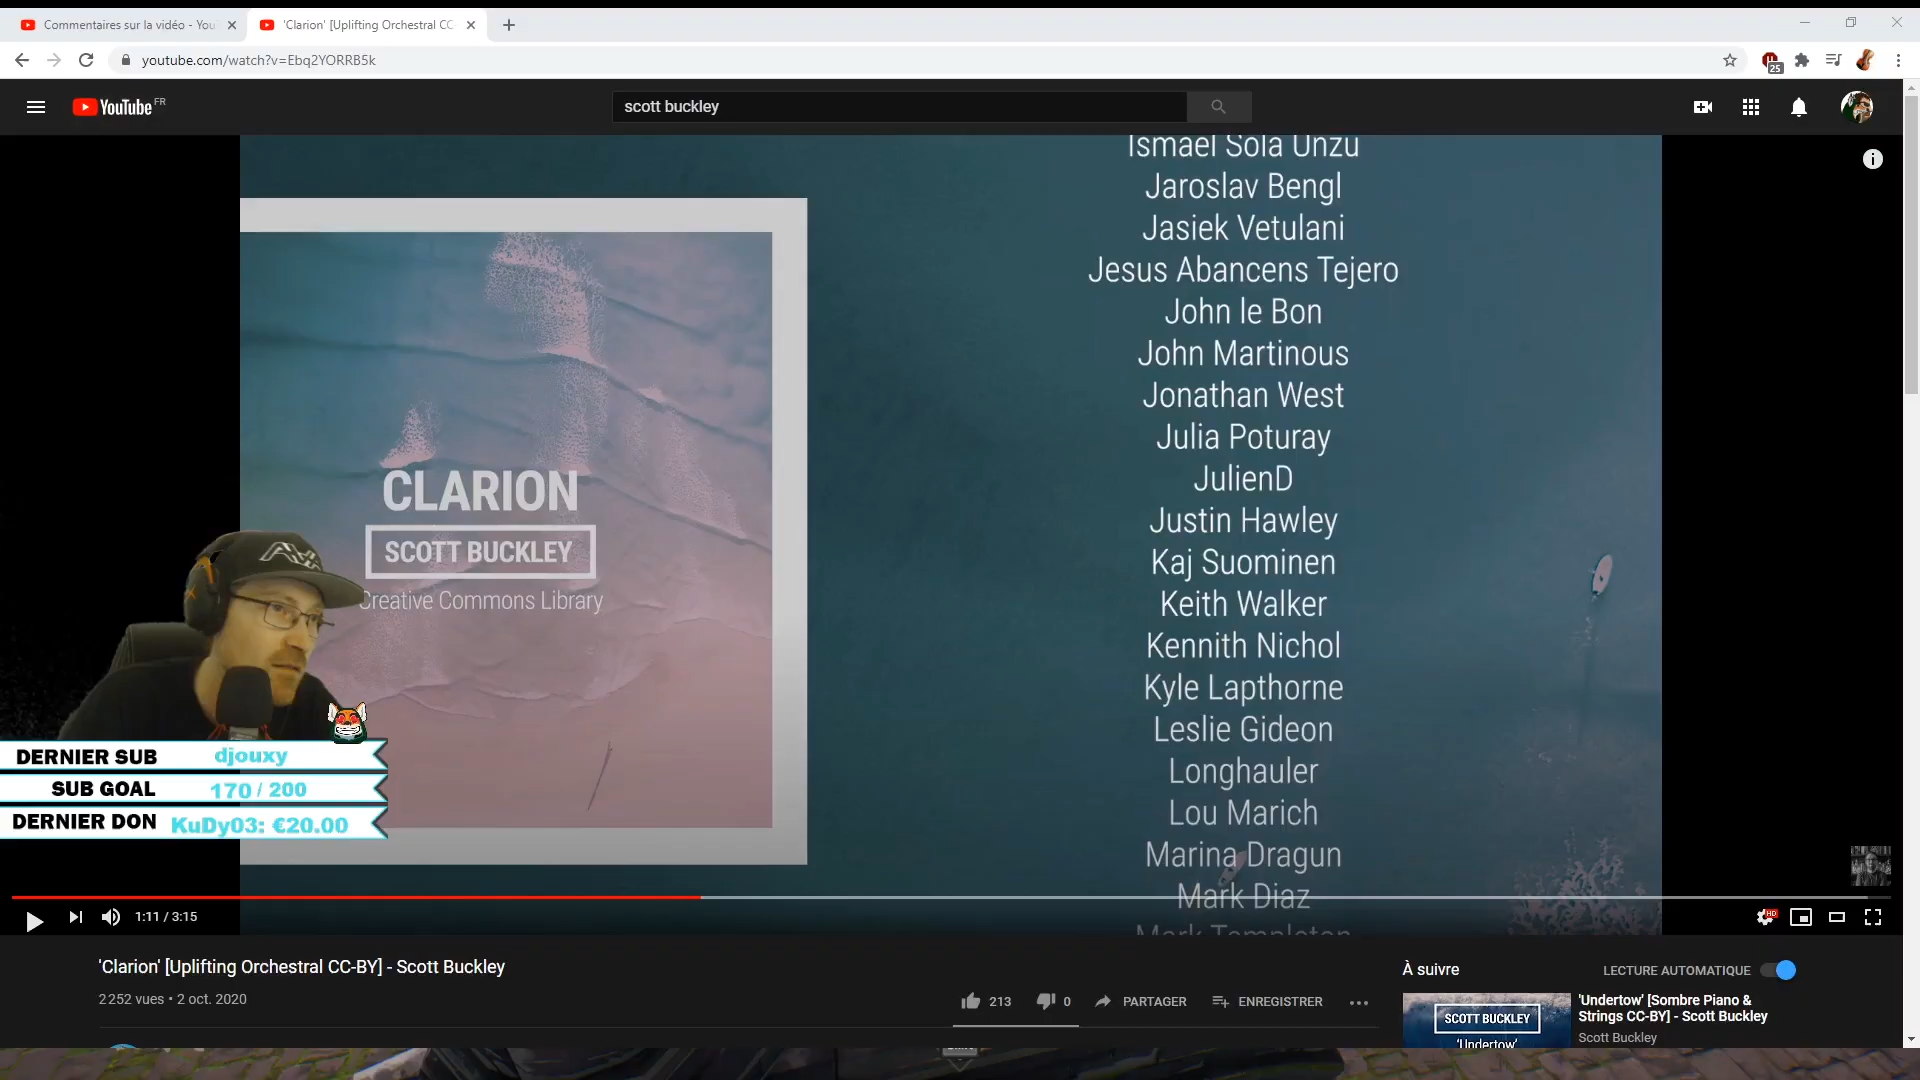 Commentaires sur la vidéo - You
'Clarion' [Uplifting Orchestral CC-
youtube.com/watch?v=Ebq2YORRB5k
25
YouTube FR
scott buckley
Ismael Sola Unzu
Jaroslav Bengl
Jasiek Vetulani
Jesus Abancens Tejero
John le Bon
John Martinous
Jonathan West
Julia Poturay
JulienD
Justin Hawley
Kaj Suominen
Keith Walker
Kennith Nichol
Kyle Lapthorne
Leslie Gideon
Longhauler
Lou Marich
Marina Dragun
Mark Diaz
Mark Templeton
CLARION
SCOTT BUCKLEY
Creative Commons Library
DERNIER SUB djouxy
SUB GOAL 170 / 200
DERNIER DON KuDy03: €20.00
1:11 / 3:15
HD
'Clarion' [Uplifting Orchestral CC-BY] - Scott Buckley
2 252 vues • 2 oct. 2020
213
0
PARTAGER
ENREGISTRER
À suivre
LECTURE AUTOMATIQUE
SCOTT BUCKLEY
'Undertow'
'Undertow' [Sombre Piano &
Strings CC-BY] - Scott Buckley
Scott Buckley